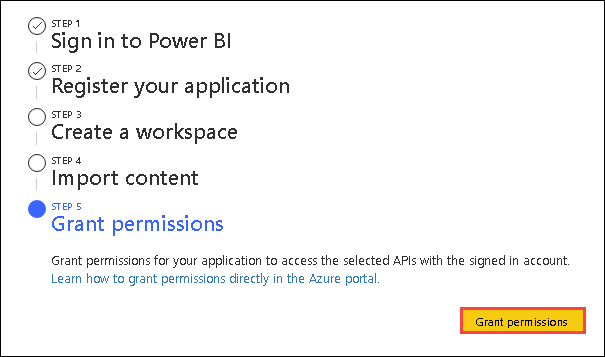 STEP 1
Sign in to Power BI
STEP 2
Register your application
STEP 3
Create a workspace
STEP 4
Import content
STEP 5
Grant permissions
Grant permissions for your application to access the selected APIs with the signed in account.
Learn how to grant permissions directly in the Azure portal.
Grant permissions